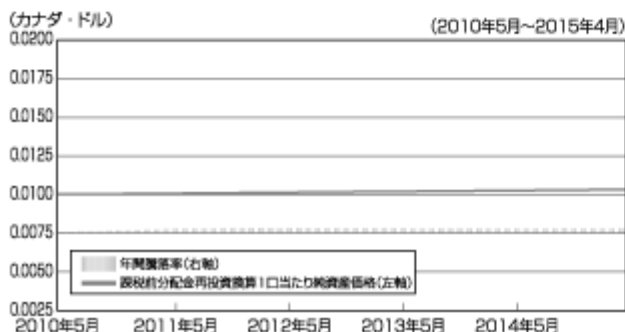 (カナダ・ドル)
(2010年5月～2015年4月)
0.0200
0.0175
0.0150
0.0125
0.0100
0.0075
0.0050
0.0025
年間騰落率(右軸)
課税前分配金再投資換算1口当たり純資産価格(左軸)
2010年5月 2011年5月 2012年5月 2013年5月 2014年5月